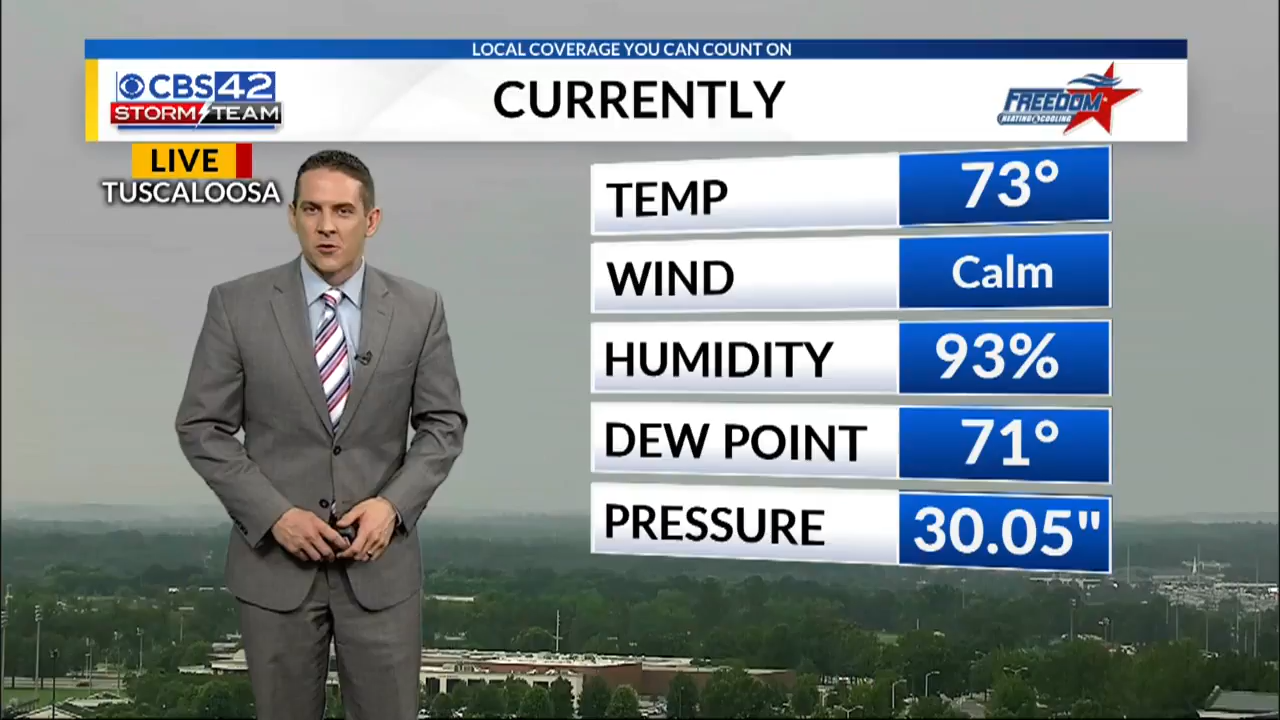 LOCAL COVERAGE YOU CAN COUNT ON
CBS 42
STORM TEAM
CURRENTLY
FREEDOM
HEATING & COOLING
LIVE
TUSCALOOSA
TEMP 73°
WIND Calm
HUMIDITY 93%
DEW POINT 71°
PRESSURE 30.05"